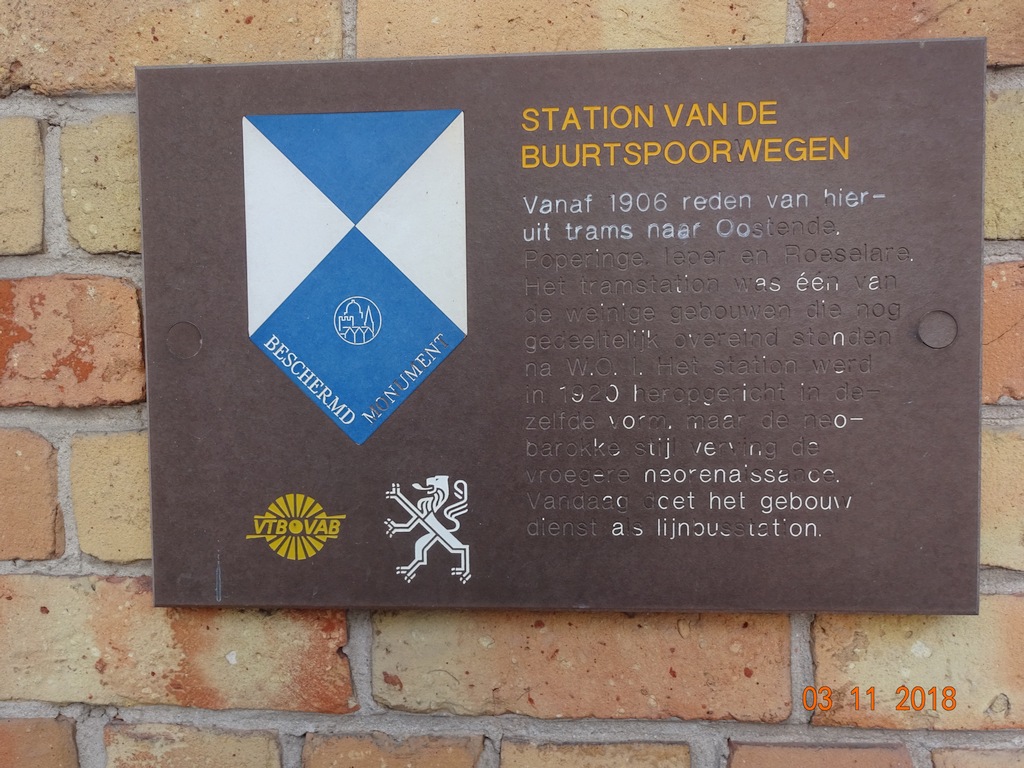 STATION VAN DE
BUURTSPOORWEGEN
Vanaf 1906 reden van hier-
uit trams naar Oostende,
Poperinge, Ieper en Roeselare.
Het tramstation was één van
de weinige gebouwen die nog
gedeeltelijk overeind stonden
na W.O. I. Het station werd
in 1920 heropgericht in de-
zelfde vorm, maar de neo-
barokke stijl verving de
vroegere neorenaissance.
Vandaag doet het gebouw
dienst als lijnbusstation.
BESCHERMD MONUMENT
VTBOVAB
03 11 2018